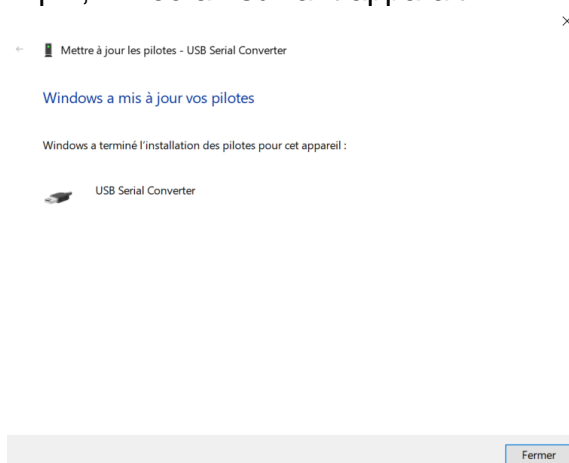 Mettre à jour les pilotes - USB Serial Converter
Windows a mis à jour vos pilotes
Windows a terminé l'installation des pilotes pour cet appareil :
USB Serial Converter
Fermer